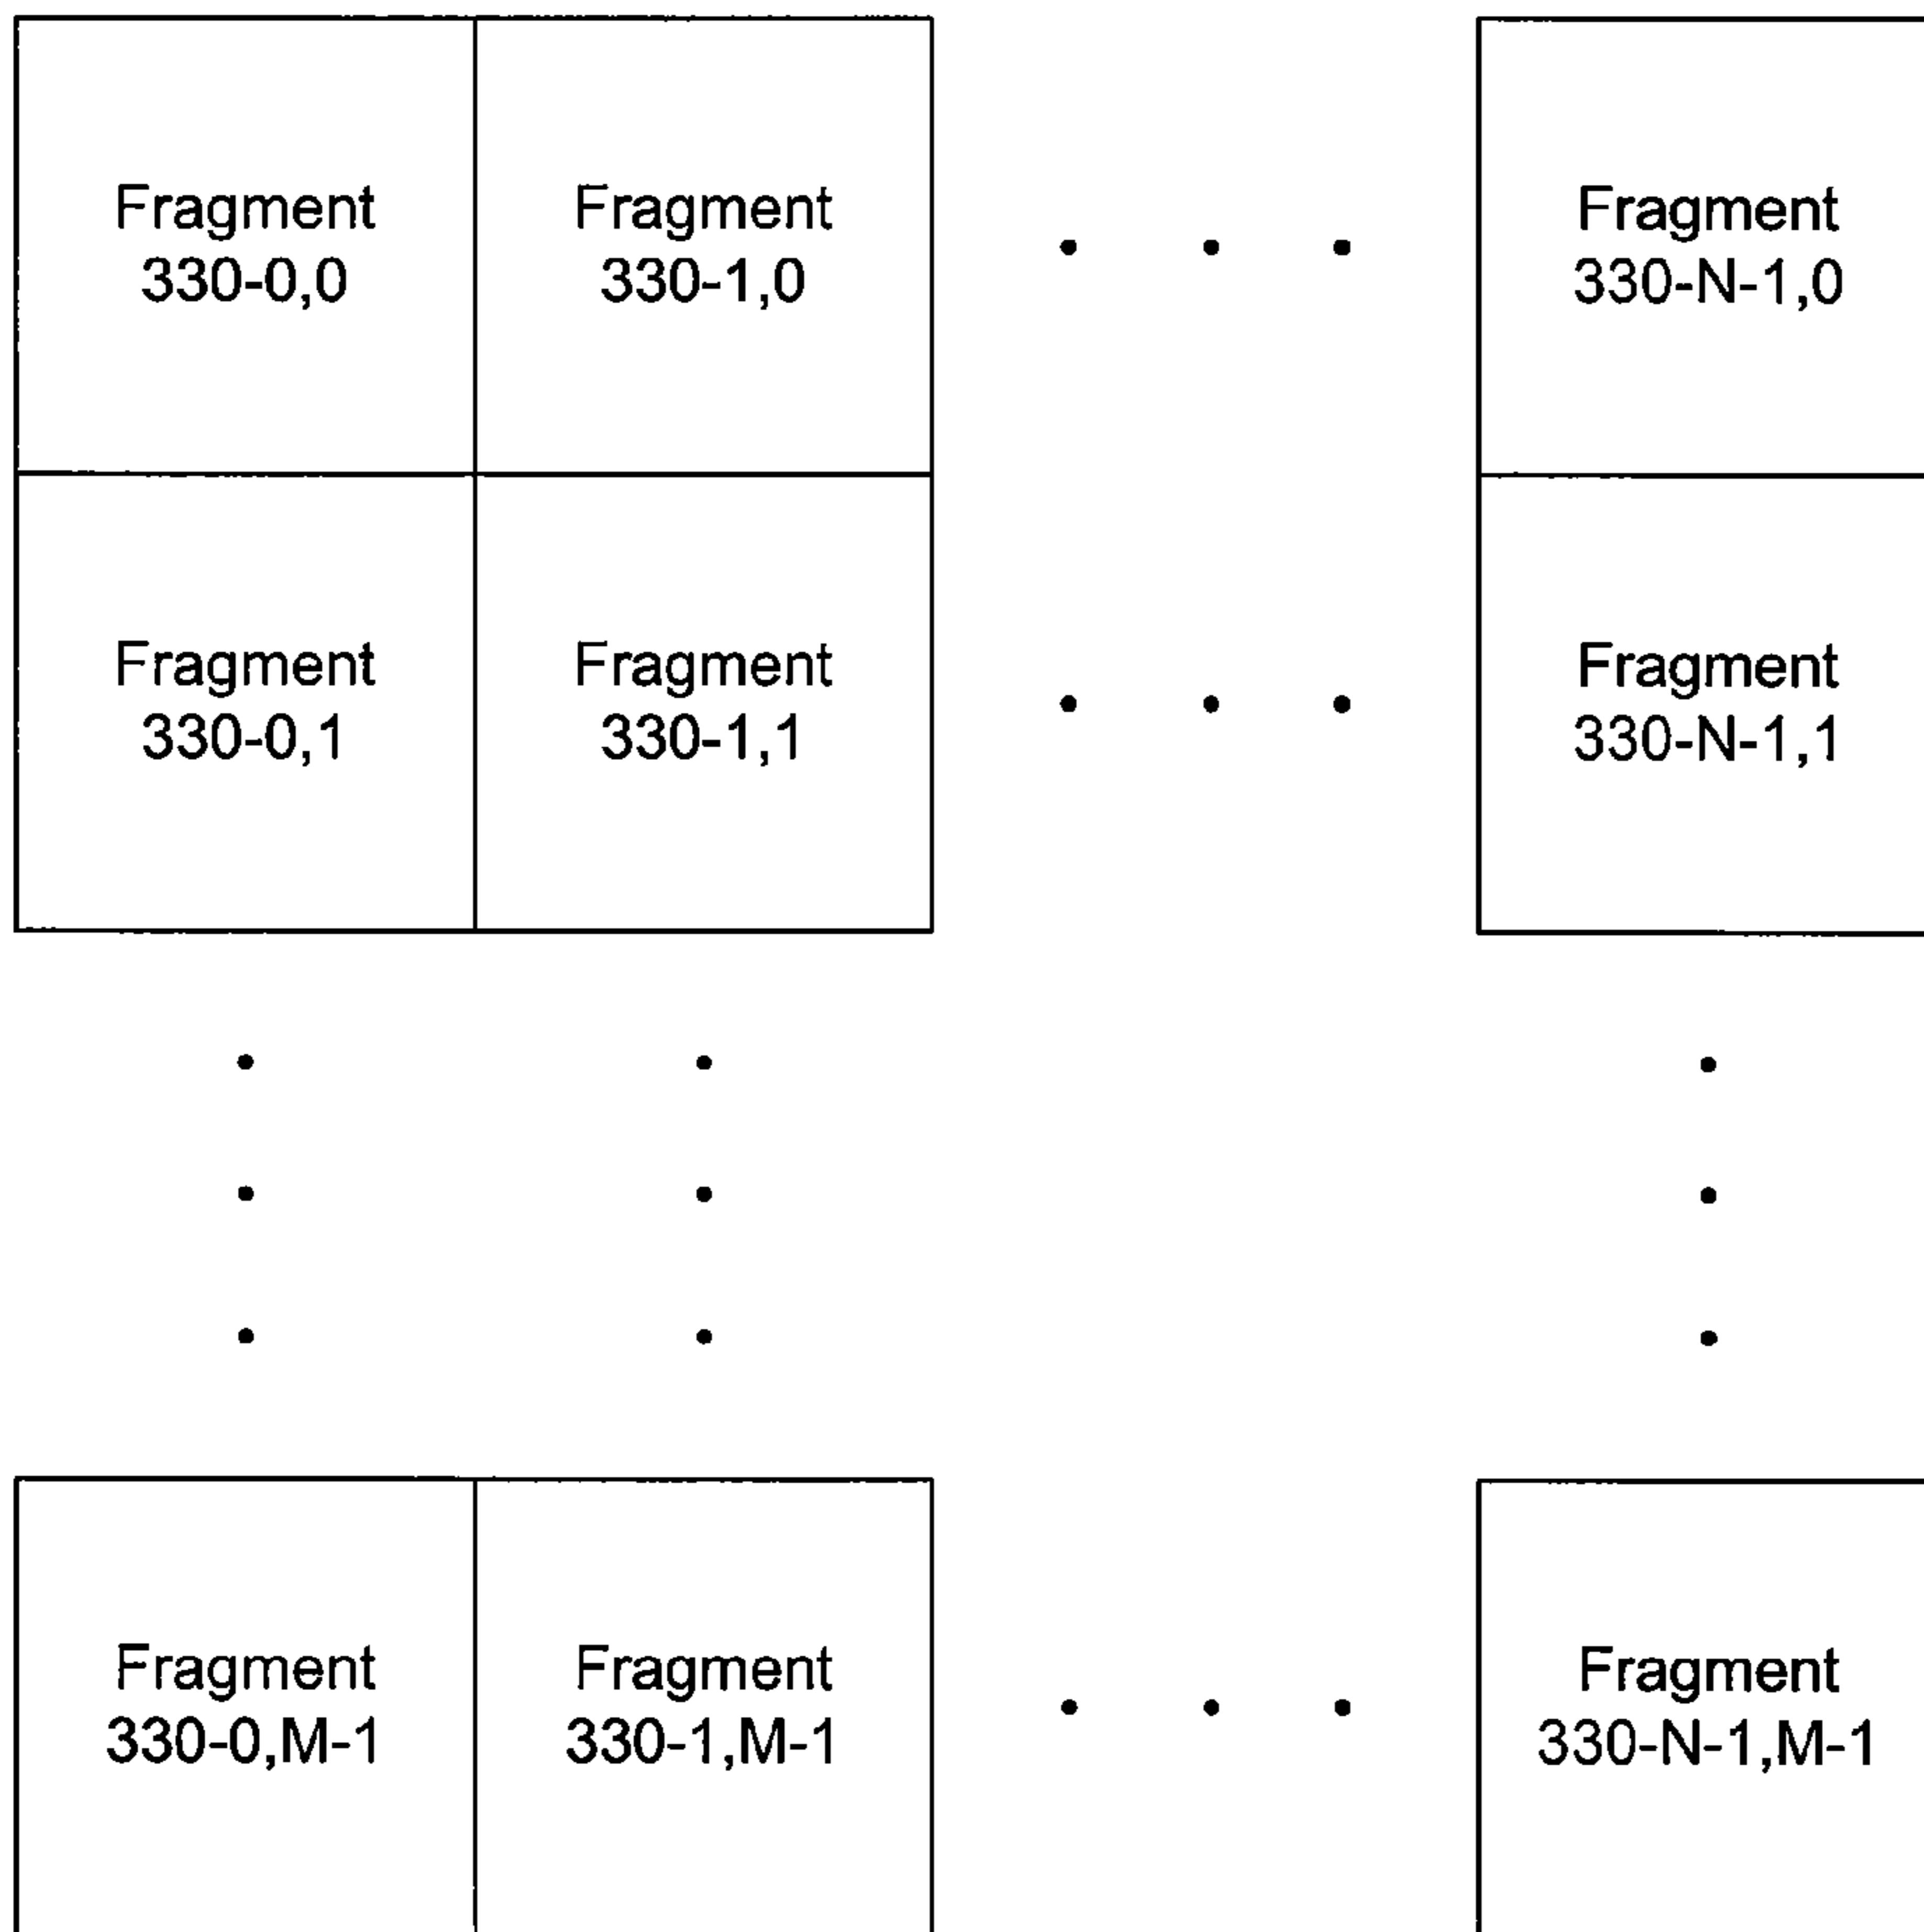 Fragment
330-0,0
Fragment
330-1,0
Fragment
330-N-1,0
Fragment
330-0,1
Fragment
330-1,1
Fragment
330-N-1,1
Fragment
330-0,M-1
Fragment
330-1,M-1
Fragment
330-N-1,M-1